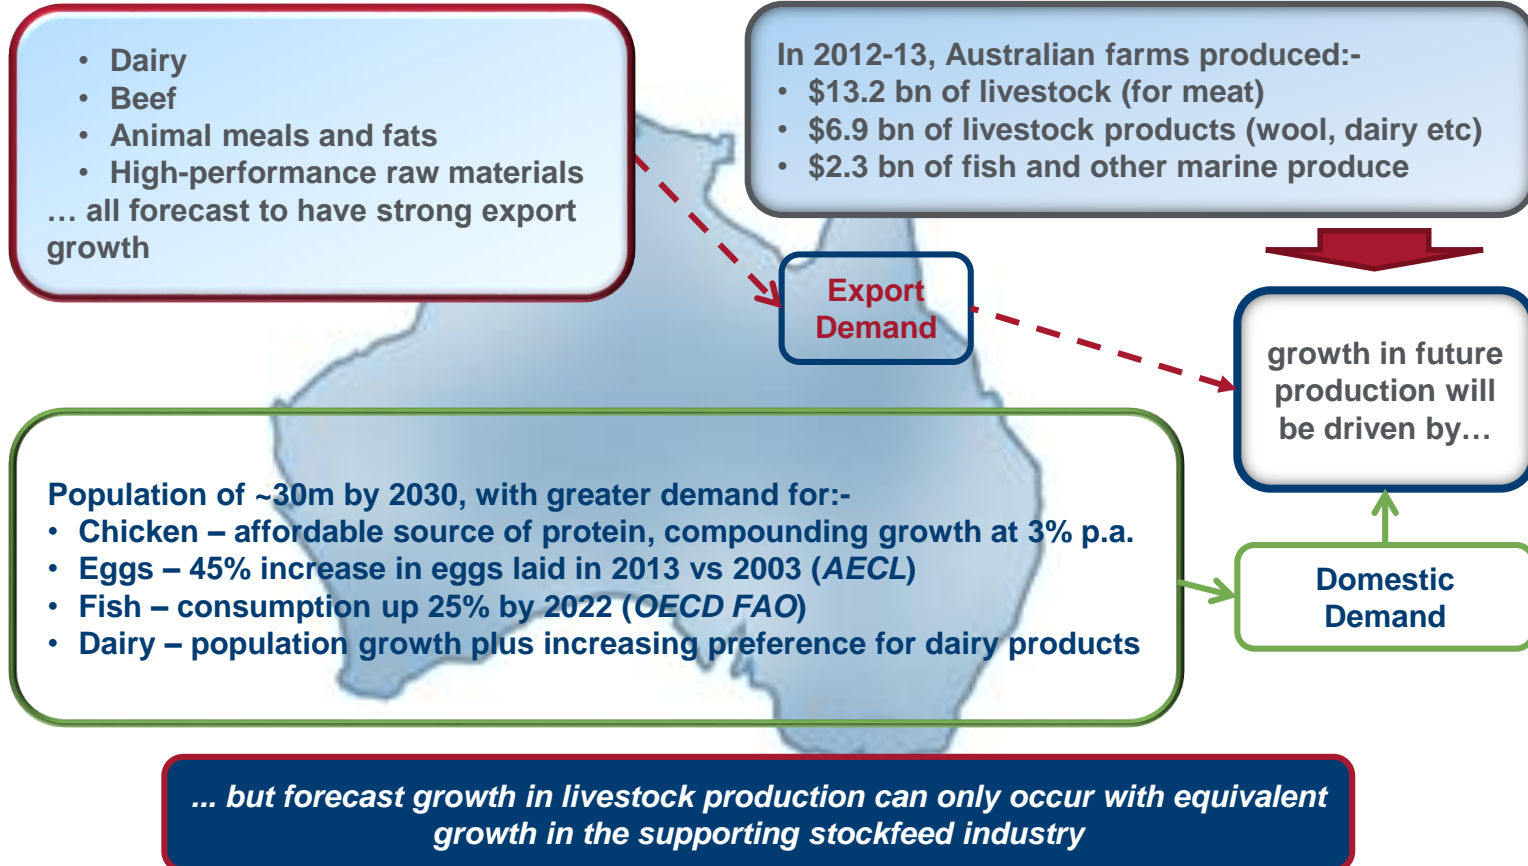 • Dairy
• Beef
• Animal meals and fats
• High-performance raw materials
… all forecast to have strong export
growth
In 2012-13, Australian farms produced:-
• $13.2 bn of livestock (for meat)
• $6.9 bn of livestock products (wool, dairy etc)
• $2.3 bn of fish and other marine produce
Export
Demand
growth in future
production will
be driven by…
Population of ~30m by 2030, with greater demand for:-
• Chicken – affordable source of protein, compounding growth at 3% p.a.
• Eggs – 45% increase in eggs laid in 2013 vs 2003 (AECL)
• Fish – consumption up 25% by 2022 (OECD FAO)
• Dairy – population growth plus increasing preference for dairy products
Domestic
Demand
... but forecast growth in livestock production can only occur with equivalent
growth in the supporting stockfeed industry